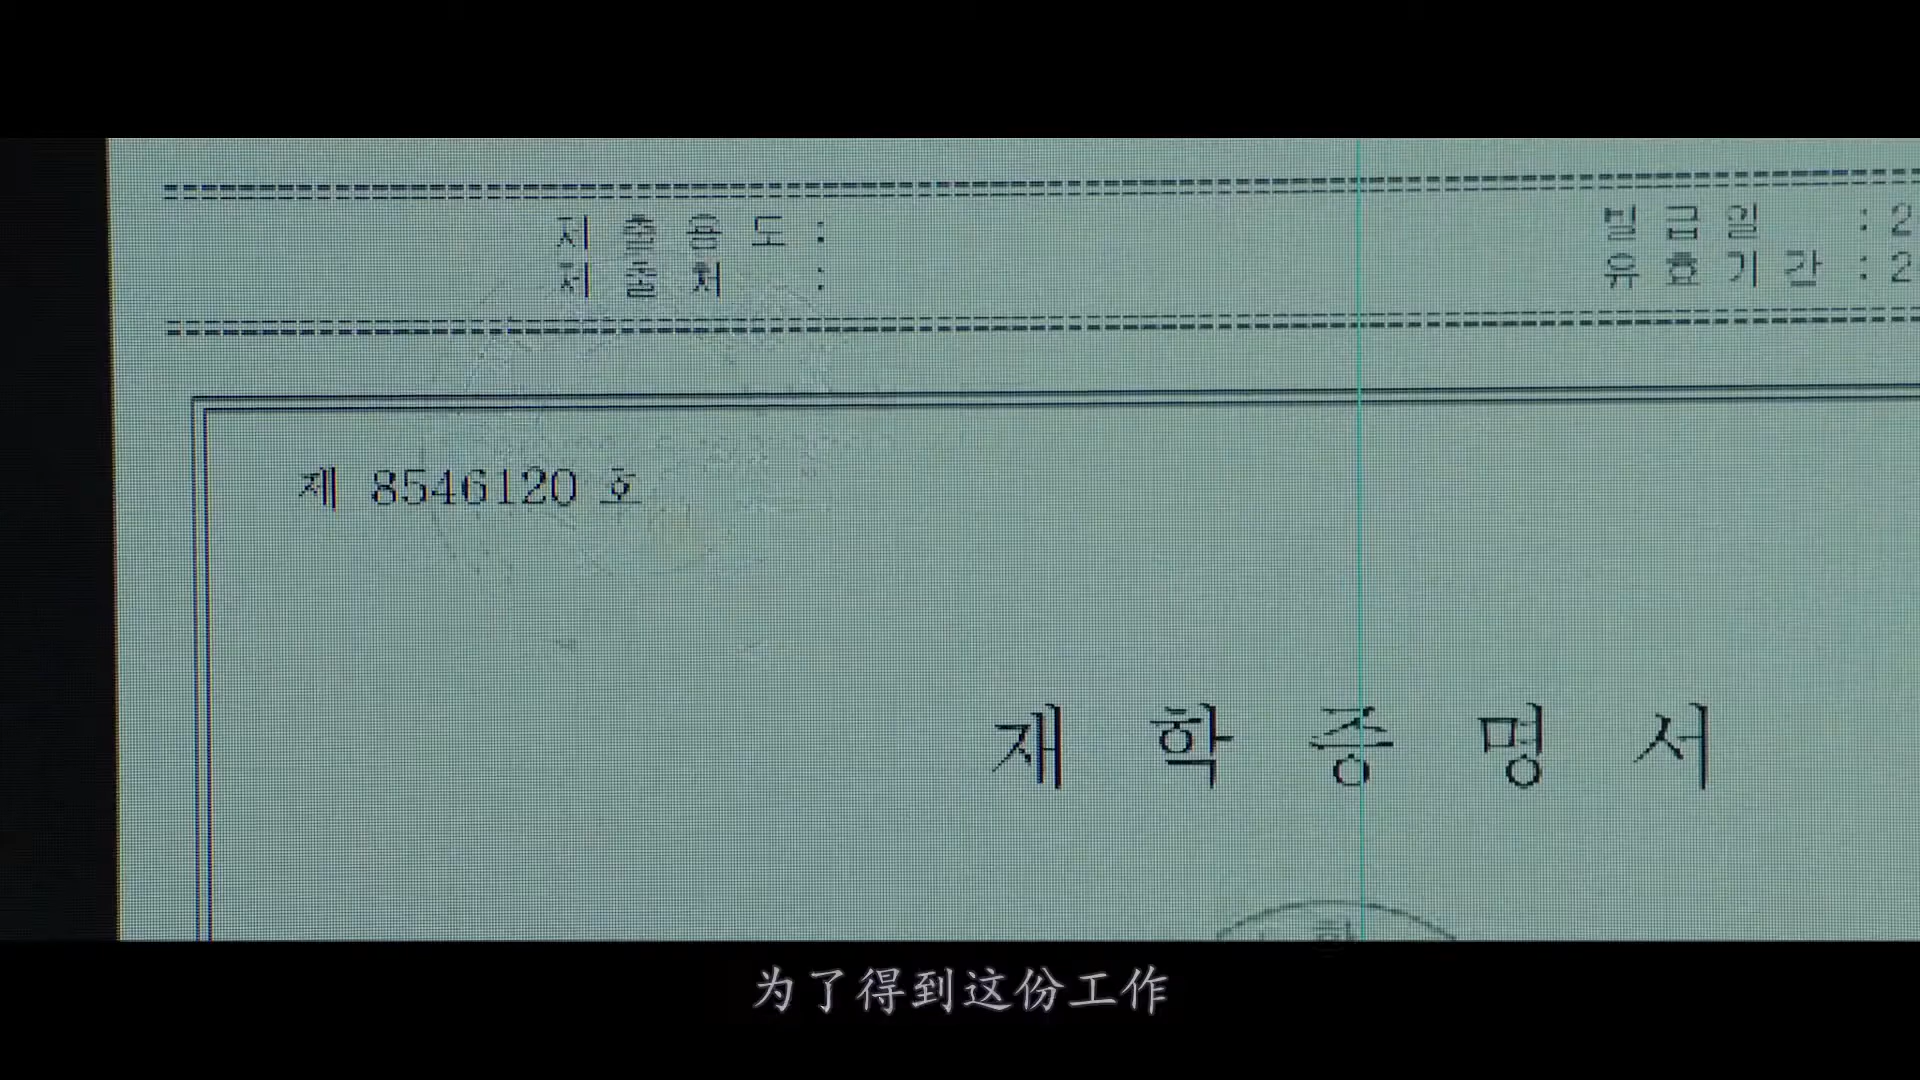 제출용도 :
발급일 : 2
제출처 :
유효기간 : 2
제 8546120 호
재 학 증 명 서
为了得到这份工作